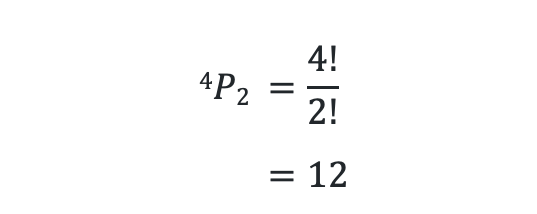 ⁴P₂ = 4!/2!
= 12